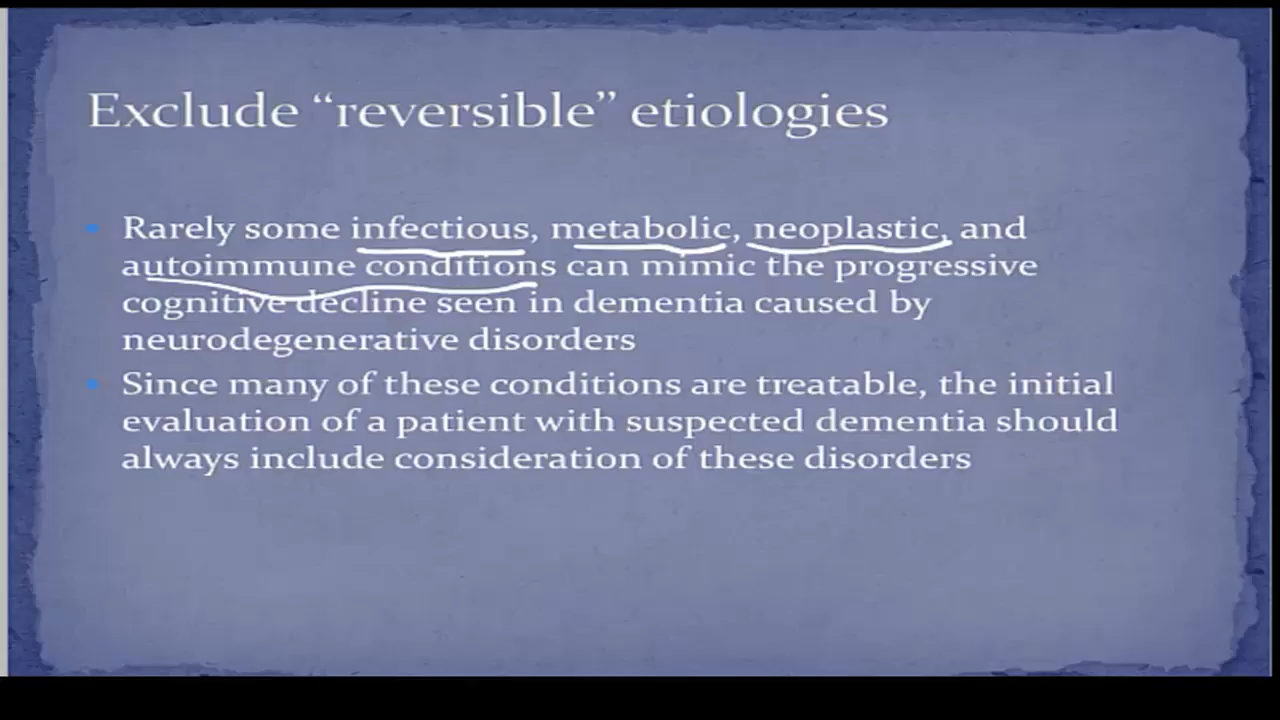 Exclude “reversible” etiologies
Rarely some infectious, metabolic, neoplastic, and
autoimmune conditions can mimic the progressive
cognitive decline seen in dementia caused by
neurodegenerative disorders
Since many of these conditions are treatable, the initial
evaluation of a patient with suspected dementia should
always include consideration of these disorders